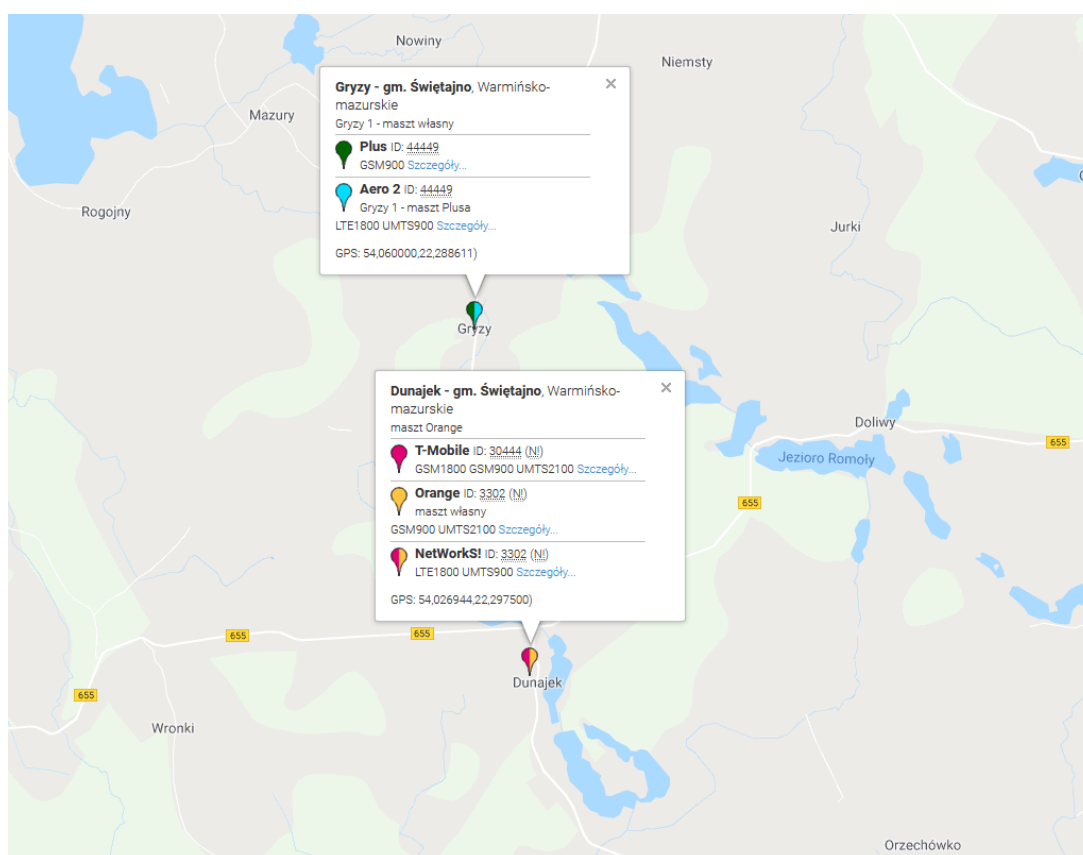 Nowiny
Niemsty
Gryzy - gm. Świętajno, Warmińsko-
mazurskie
Gryzy 1 - maszt własny
Plus ID: 44449
GSM900 Szczegóły...
Aero 2 ID: 44449
Gryzy 1 - maszt Plusa
LTE1800 UMTS900 Szczegóły...
GPS: 54,060000,22,288611)
Mazury
Rogojny
Jurki
Gryzy
Dunajek - gm. Świętajno, Warmińsko-
mazurskie
maszt Orange
T-Mobile ID: 30444 (N!)
GSM1800 GSM900 UMTS2100 Szczegóły...
Orange ID: 3302 (N!)
maszt własny
GSM900 UMTS2100 Szczegóły...
NetWorkS! ID: 3302 (N!)
LTE1800 UMTS900 Szczegóły...
GPS: 54,026944,22,297500)
Doliwy
655
Jezioro Romoły
655
655
655
Dunajek
655
Wronki
Orzechówko